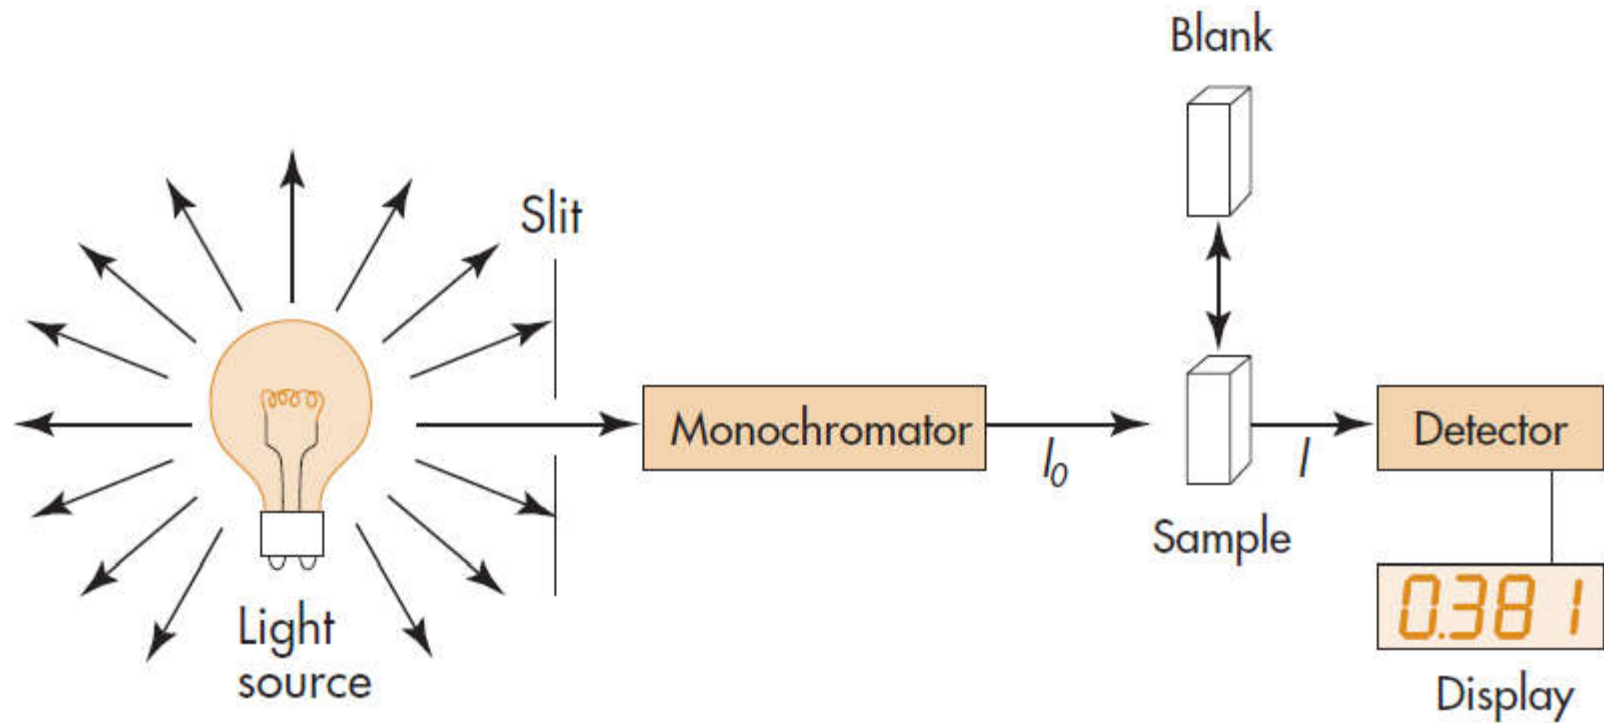 Blank
Slit
Monochromator
I0
I
Detector
Sample
0.381
Light
source
Display